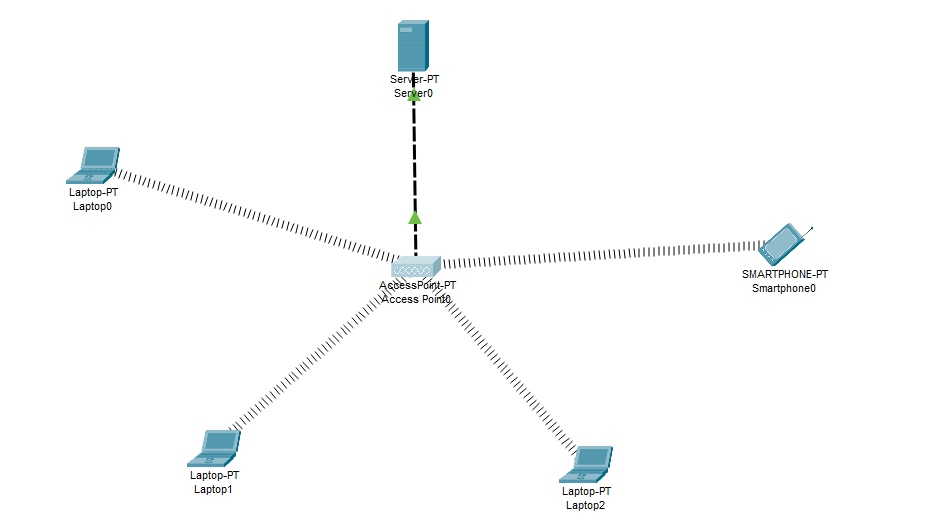 Server-PT
Server0
Laptop-PT
Laptop0
SMARTPHONE-PT
Smartphone0
AccessPoint-PT
Access Point0
Laptop-PT
Laptop1
Laptop-PT
Laptop2